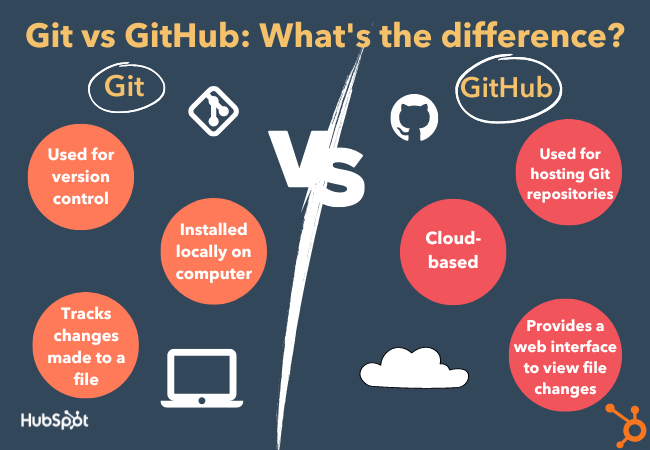 Git vs GitHub: What's the difference?
Git
GitHub
VS
Used for
version
control
Installed
locally on
computer
Tracks
changes
made to a
file
Used for
hosting Git
repositories
Cloud-
based
Provides a
web interface
to view file
changes
HubSpot